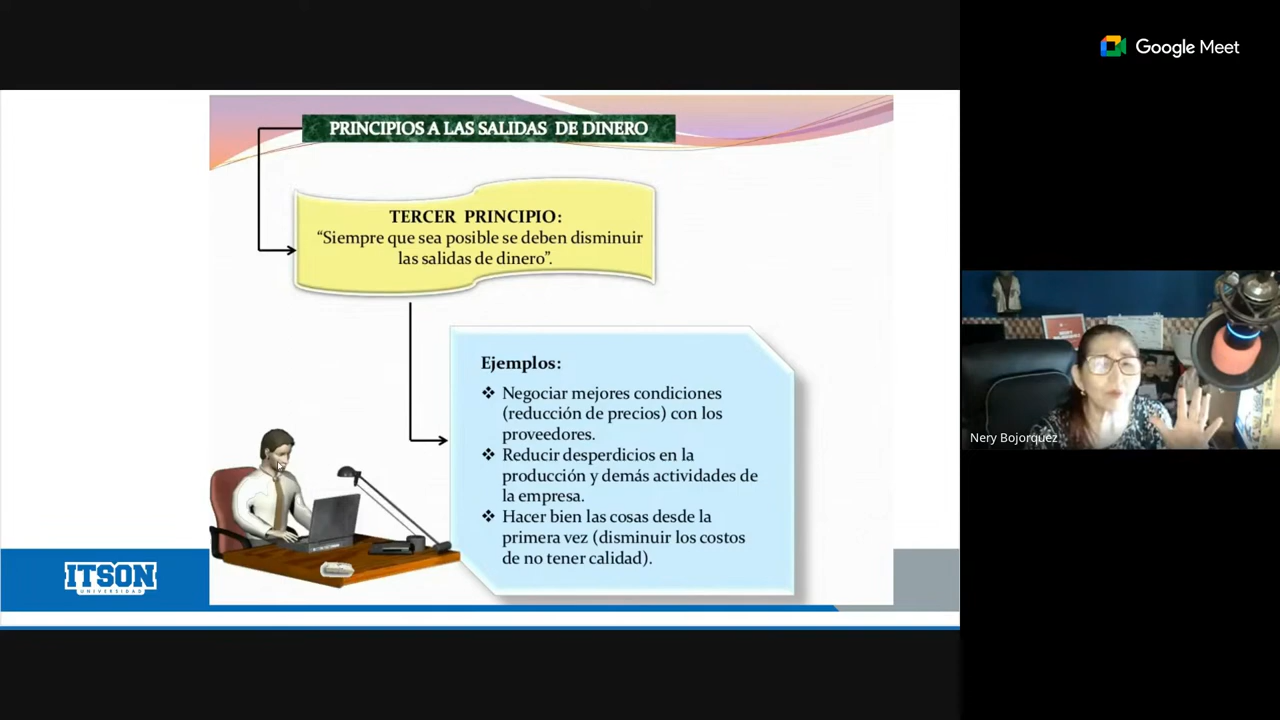 Google Meet
PRINCIPIOS A LAS SALIDAS DE DINERO
TERCER PRINCIPIO:
“Siempre que sea posible se deben disminuir
las salidas de dinero”.
Ejemplos:
❖ Negociar mejores condiciones
(reducción de precios) con los
proveedores.
❖ Reducir desperdicios en la
producción y demás actividades de
la empresa.
❖ Hacer bien las cosas desde la
primera vez (disminuir los costos
de no tener calidad).
ITSON
UNIVERSIDAD
Nery Bojorquez